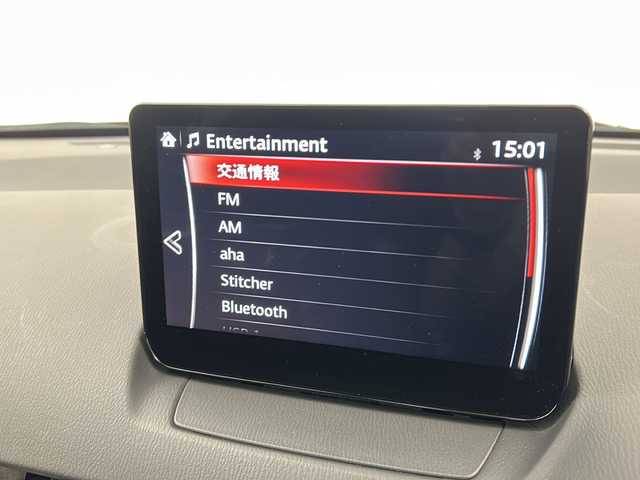 Entertainment 15:01
交通情報
FM
AM
aha
Stitcher
Bluetooth